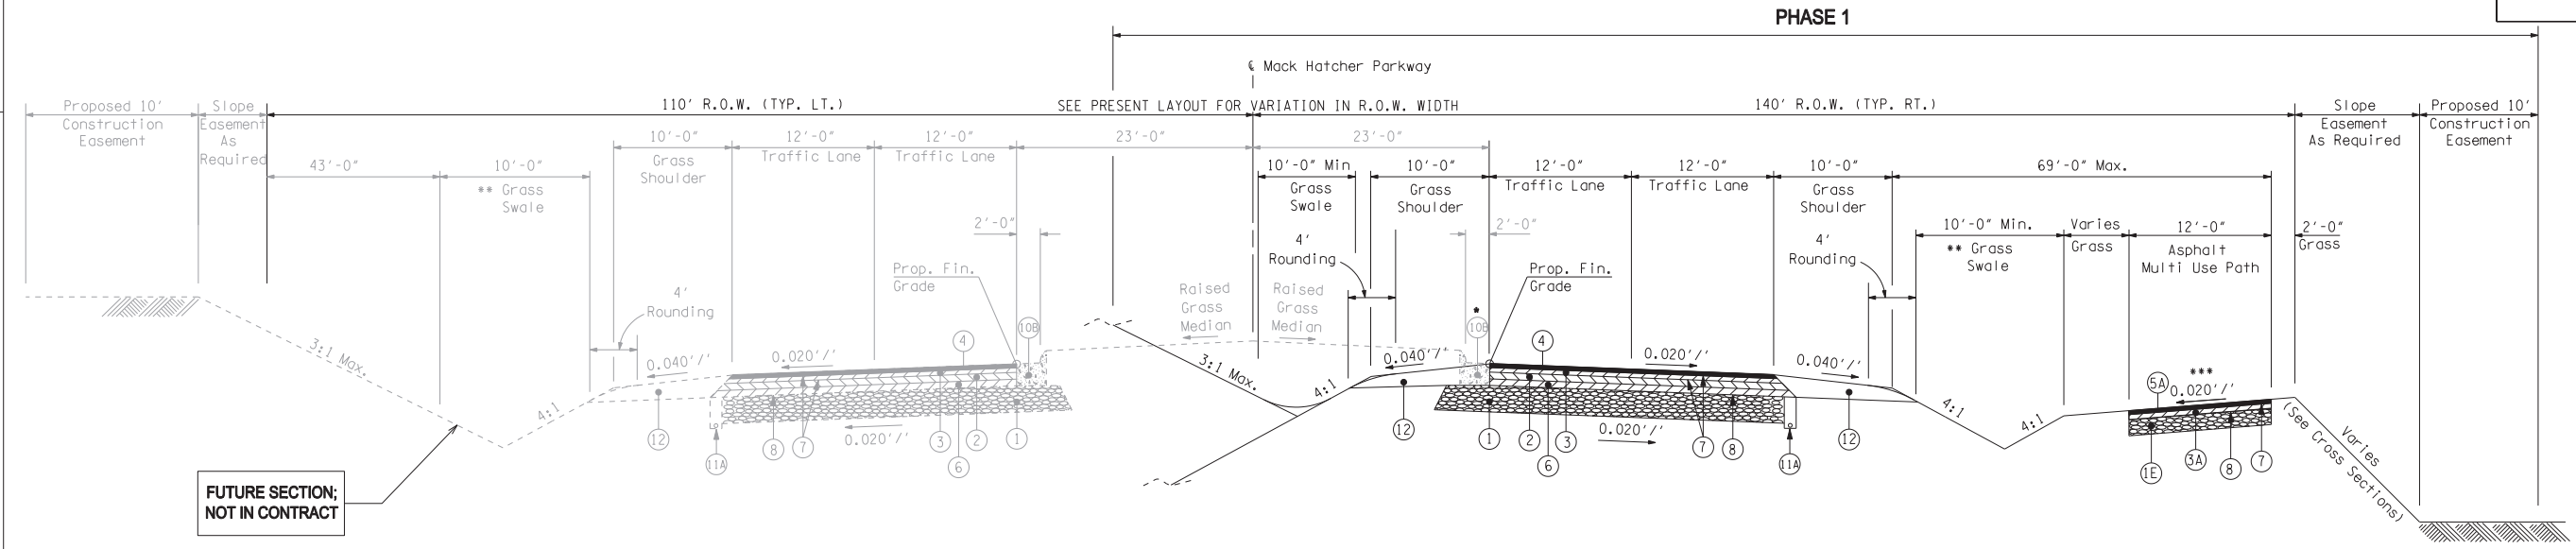 PHASE 1
℄ Mack Hatcher Parkway
Proposed 10'
Construction
Easement
Slope
Easement
As
Required
110' R.O.W. (TYP. LT.)
SEE PRESENT LAYOUT FOR VARIATION IN R.O.W. WIDTH
140' R.O.W. (TYP. RT.)
Slope
Easement
As Required
Proposed 10'
Construction
Easement
43'-0"
10'-0"
** Grass
Swale
10'-0"
Grass
Shoulder
12'-0"
Traffic Lane
12'-0"
Traffic Lane
23'-0"
23'-0"
10'-0" Min
Grass
Swale
10'-0"
Grass
Shoulder
12'-0"
Traffic Lane
12'-0"
Traffic Lane
10'-0"
Grass
Shoulder
69'-0" Max.
10'-0" Min.
** Grass
Swale
Varies
Grass
12'-0"
Asphalt
Multi Use Path
2'-0"
Grass
2'-0"
2'-0"
4'
Rounding
Prop. Fin.
Grade
Raised
Grass
Median
Raised
Grass
Median
4'
Rounding
Prop. Fin.
Grade
4'
Rounding
3:1 Max.
4:1
0.040'/'
0.020'/'
4
10B
3:1 Max.
4:1
0.040'/'
*
10B
4
0.020'/'
0.040'/'
4:1
4:1
5A
***
0.020'/'
Varies
(See Cross Sections)
12
11A
8
7
0.020'/'
3
6
2
1
12
1
2
6
3
0.020'/'
7
8
11A
12
1E
3A
8
7
FUTURE SECTION;
NOT IN CONTRACT